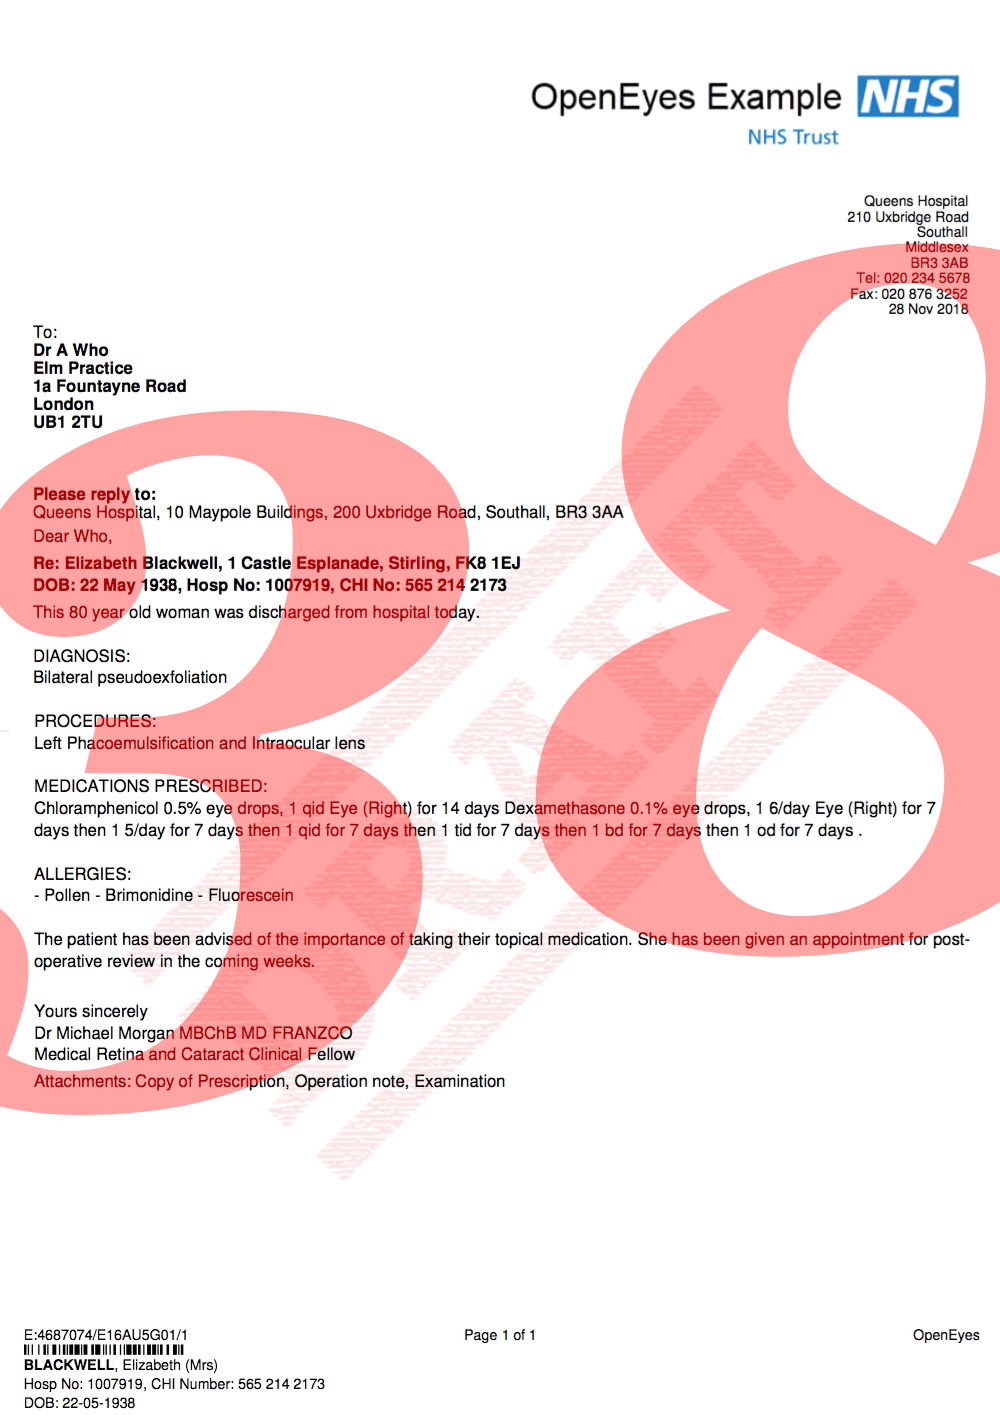 OpenEyes Example NHS
NHS Trust
Queens Hospital
210 Uxbridge Road
Southall
Middlesex
BR3 3AB
Tel: 020 234 5678
Fax: 020 876 3252
28 Nov 2018
To:
Dr A Who
Elm Practice
1a Fountayne Road
London
UB1 2TU
Please reply to:
Queens Hospital, 10 Maypole Buildings, 200 Uxbridge Road, Southall, BR3 3AA
Dear Who,
Re: Elizabeth Blackwell, 1 Castle Esplanade, Stirling, FK8 1EJ
DOB: 22 May 1938, Hosp No: 1007919, CHI No: 565 214 2173
This 80 year old woman was discharged from hospital today.
DIAGNOSIS:
Bilateral pseudoexfoliation
PROCEDURES:
Left Phacoemulsification and Intraocular lens
MEDICATIONS PRESCRIBED:
Chloramphenicol 0.5% eye drops, 1 qid Eye (Right) for 14 days Dexamethasone 0.1% eye drops, 1 6/day Eye (Right) for 7
days then 1 5/day for 7 days then 1 qid for 7 days then 1 tid for 7 days then 1 bd for 7 days then 1 od for 7 days .
ALLERGIES:
- Pollen - Brimonidine - Fluorescein
The patient has been advised of the importance of taking their topical medication. She has been given an appointment for post-
operative review in the coming weeks.
Yours sincerely
Dr Michael Morgan MBChB MD FRANZCO
Medical Retina and Cataract Clinical Fellow
Attachments: Copy of Prescription, Operation note, Examination
38
DRAFT
E:4687074/E16AU5G01/1
Page 1 of 1
OpenEyes
BLACKWELL, Elizabeth (Mrs)
Hosp No: 1007919, CHI Number: 565 214 2173
DOB: 22-05-1938